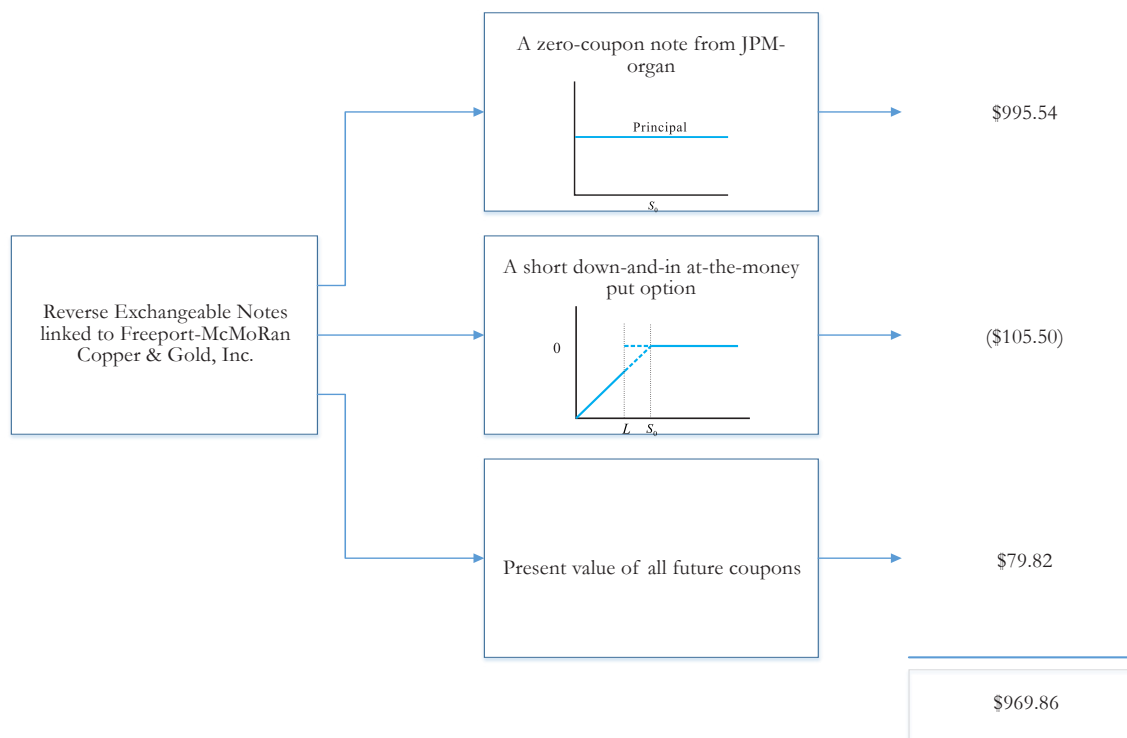 A zero-coupon note from JPM-
organ
Principal
S₀
$995.54
Reverse Exchangeable Notes
linked to Freeport-McMoRan
Copper & Gold, Inc.
A short down-and-in at-the-money
put option
0
L S₀
($105.50)
Present value of all future coupons
$79.82
$969.86